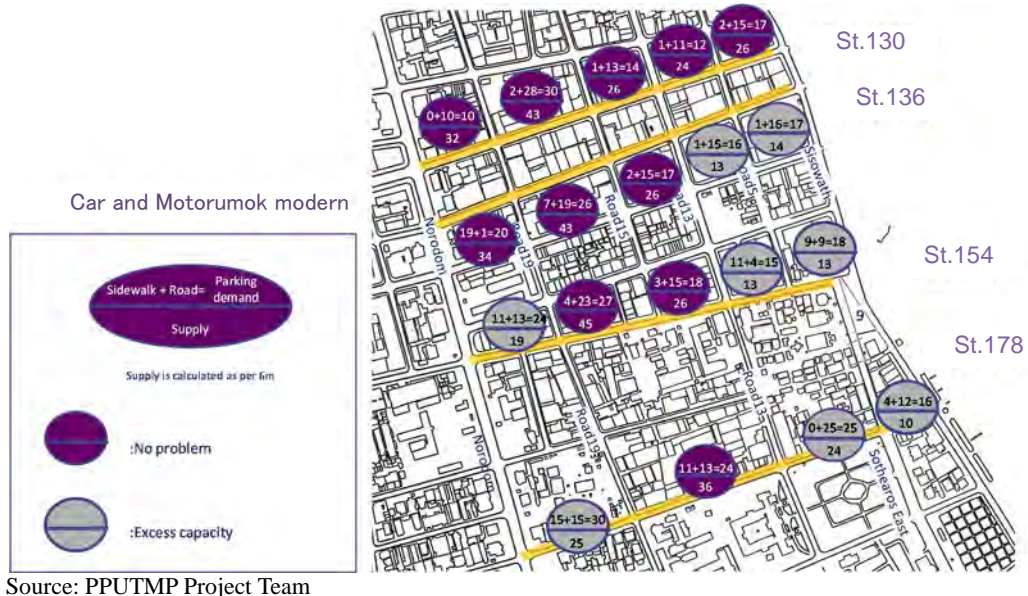 Car and Motorumok modern
Sidewalk + Road= Parking demand
Supply
Supply is calculated as per 6m
:No problem
:Excess capacity
St.130
St.136
St.154
St.178
2+15=17
26
1+11=12
24
1+13=14
26
2+28=30
43
0+10=10
32
1+16=17
14
1+15=16
13
2+15=17
26
7+19=26
43
19+1=20
34
9+9=18
13
11+4=15
13
3+15=18
26
4+23=27
45
11+13=24
19
4+12=16
10
0+25=25
24
11+13=24
36
15+15=30
25
Norodom
Road19
Sisowath
Road19
Road13
Sothearos East
Source: PPUTMP Project Team